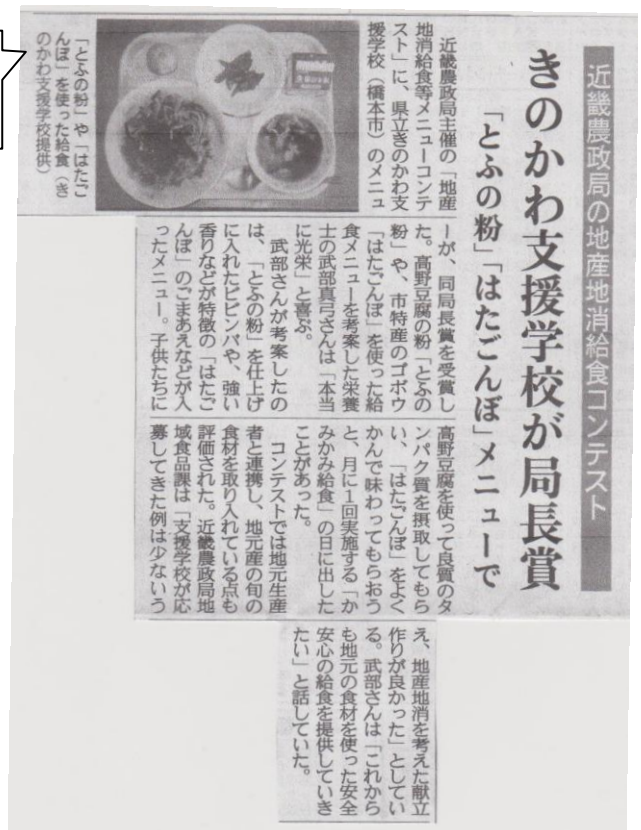 近畿農政局の地産地消給食コンテスト
きのかわ支援学校が局長賞
「とふの粉」「はたごんぼ」メニューで
近畿農政局主催の「地産
地消給食等メニューコンテ
スト」に、県立きのかわ支
援学校（橋本市）のメニュ
「とふの粉」や「はたご
んぼ」を使った給食（き
のかわ支援学校提供）
ーが、同局長賞を受賞し
た。高野豆腐の粉「とふの
粉」や、市特産のゴボウ
「はたごんぼ」を使った給
食メニューを考案した栄養
士の武部真弓さんは「本当
に光栄」と喜ぶ。
武部さんが考案したの
は、「とふの粉」を仕上げ
に入れたビビンバや、強い
香りなどが特徴の「はたご
んぼ」のごまあえなどが入
ったメニュー。子供たちに
高野豆腐を使って良質のタ
ンパク質を摂取してもら
い、「はたごんぼ」をよく
かんで味わってもらおう
と、月に１回実施する「か
みかみ給食」の日に出した
ことがあった。
コンテストでは地元生産
者と連携し、地元産の旬の
食材を取り入れている点も
評価された。近畿農政局地
域食品課は「支援学校が応
募してきた例は少ないう
え、地産地消を考えた献立
作りが良かった」としてい
る。武部さんは「これから
も地元の食材を使った安全
安心の給食を提供していき
たい」と話していた。